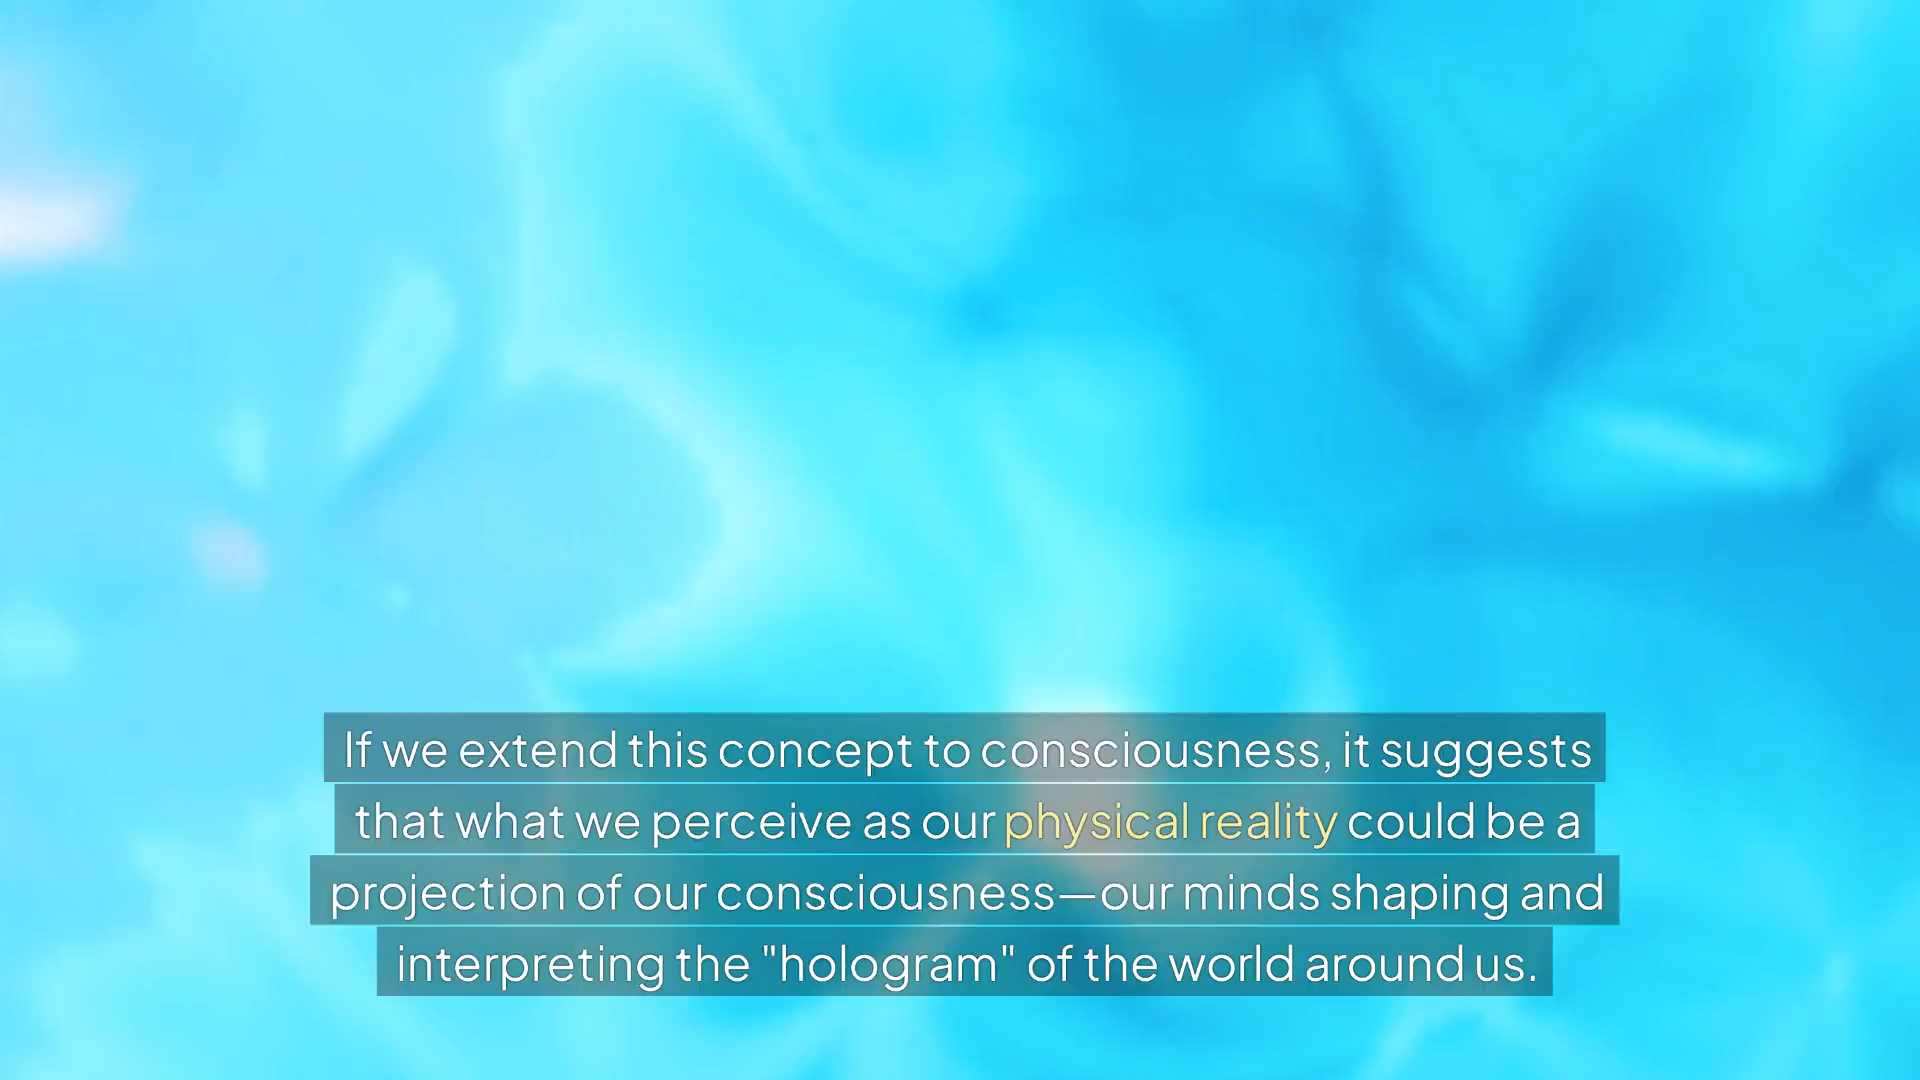 If we extend this concept to consciousness, it suggests
that what we perceive as our physical reality could be a
projection of our consciousness—our minds shaping and
interpreting the "hologram" of the world around us.